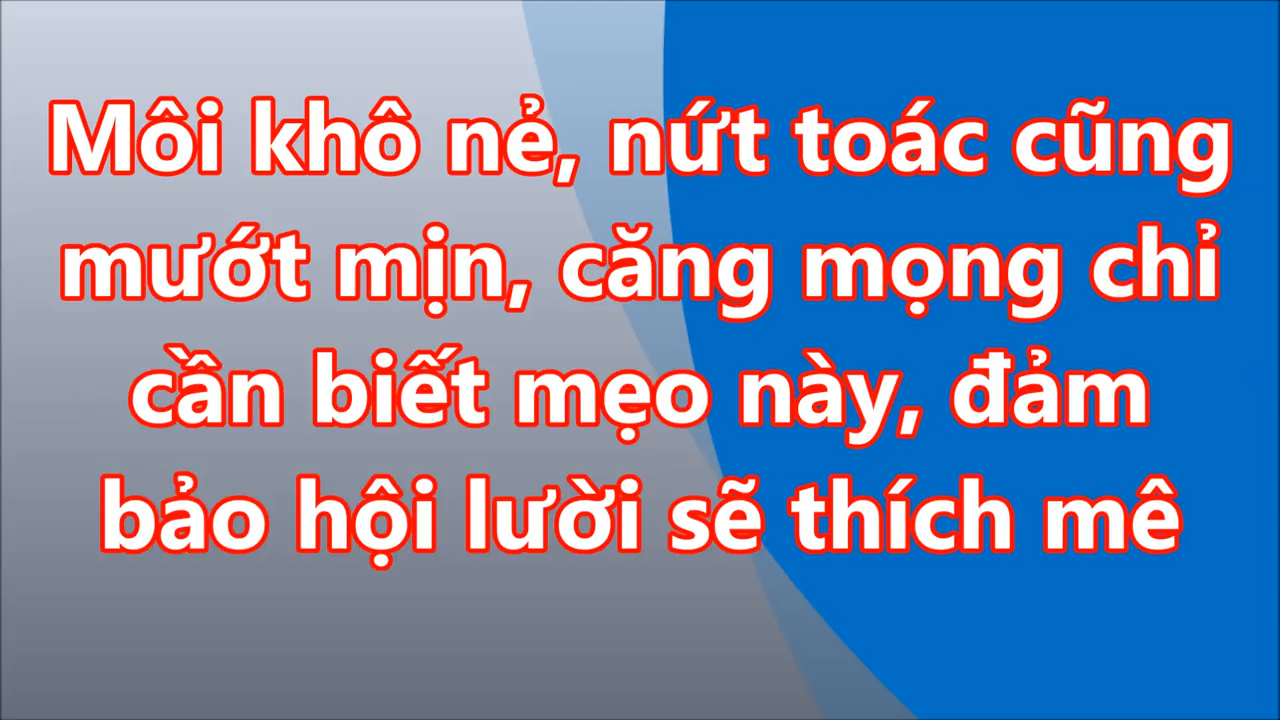 Môi khô nẻ, nứt toác cũng
mướt mịn, căng mọng chỉ
cần biết mẹo này, đảm
bảo hội lười sẽ thích mê